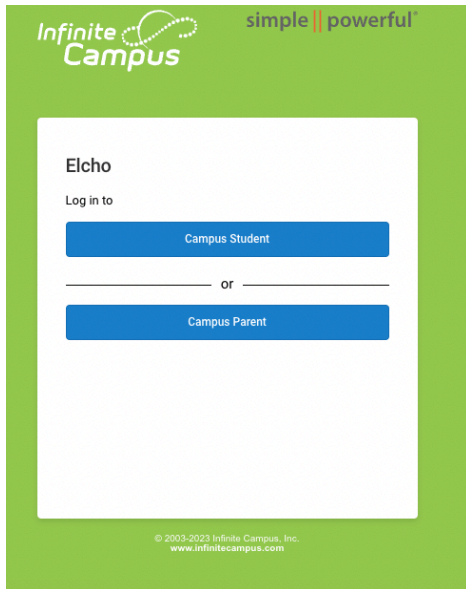 Infinite
Campus
simple || powerful®
Elcho
Log in to
Campus Student
or
Campus Parent
© 2003-2023 Infinite Campus, Inc.
www.infinitecampus.com